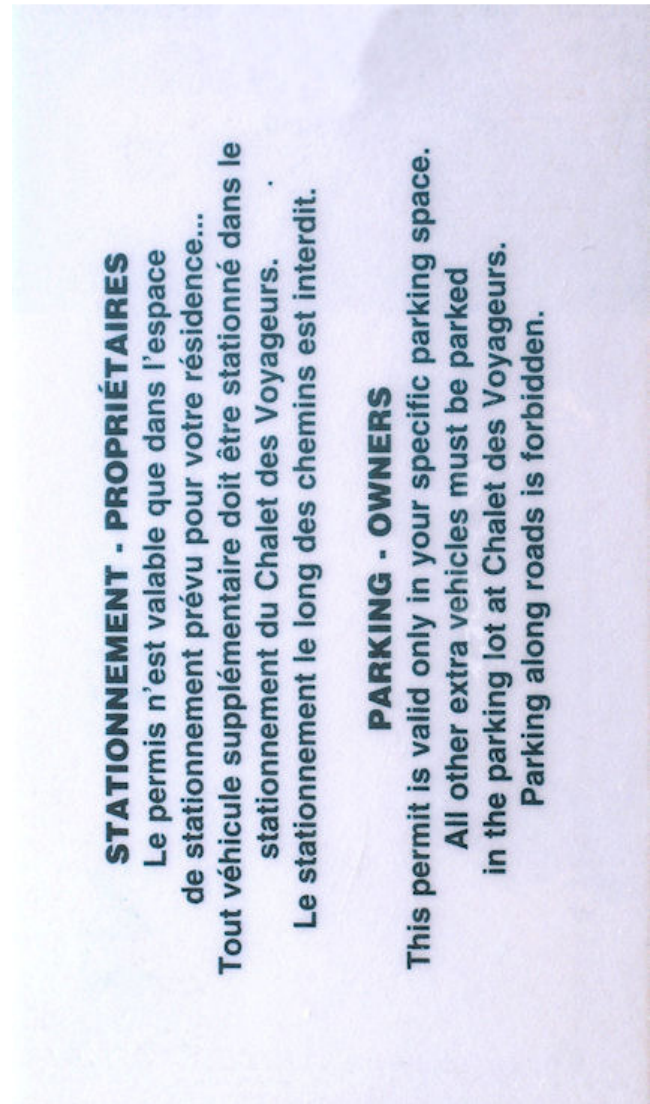 STATIONNEMENT - PROPRIÉTAIRES
Le permis n'est valable que dans l'espace
de stationnement prévu pour votre résidence...
Tout véhicule supplémentaire doit être stationné dans le
stationnement du Chalet des Voyageurs.
Le stationnement le long des chemins est interdit.
PARKING - OWNERS
This permit is valid only in your specific parking space.
All other extra vehicles must be parked
in the parking lot at Chalet des Voyageurs.
Parking along roads is forbidden.